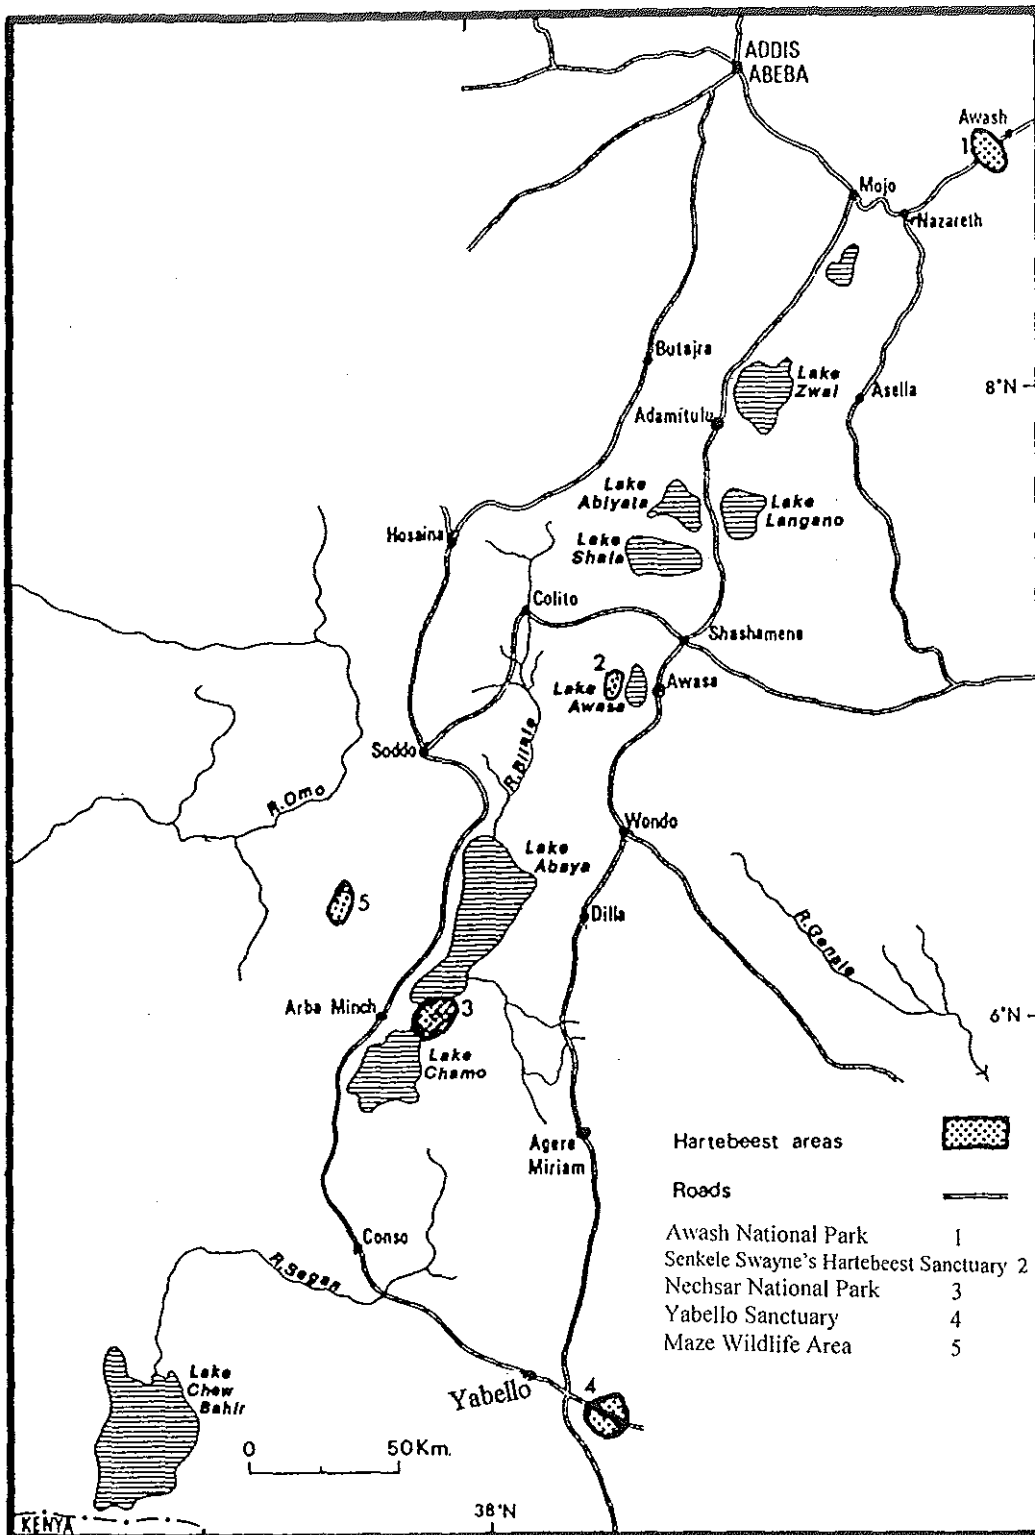 ADDIS
ABEBA
Awash
1
Mojo
Nazareth
Butajra
Lake
Zwai
8°N
Asella
Adamitulu
Lake
Abiyata
Lake
Langano
Hosaina
Lake
Shala
Colito
Shashamene
2
Lake
Awasa
Awasa
Soddo
R.Bilate
R.Omo
Wondo
Lake
Abaya
5
Dilla
R.Genale
Arba Minch
3
6°N
Lake
Chamo
Agere
Miriam
Hartebeest areas
Roads
Conso
R.Segan
Awash National Park 1
Senkele Swayne's Hartebeest Sanctuary 2
Nechsar National Park 3
Yabello Sanctuary 4
Maze Wildlife Area 5
Lake
Chew
Bahir
Yabello
4
0 50Km.
38°N
KENYA